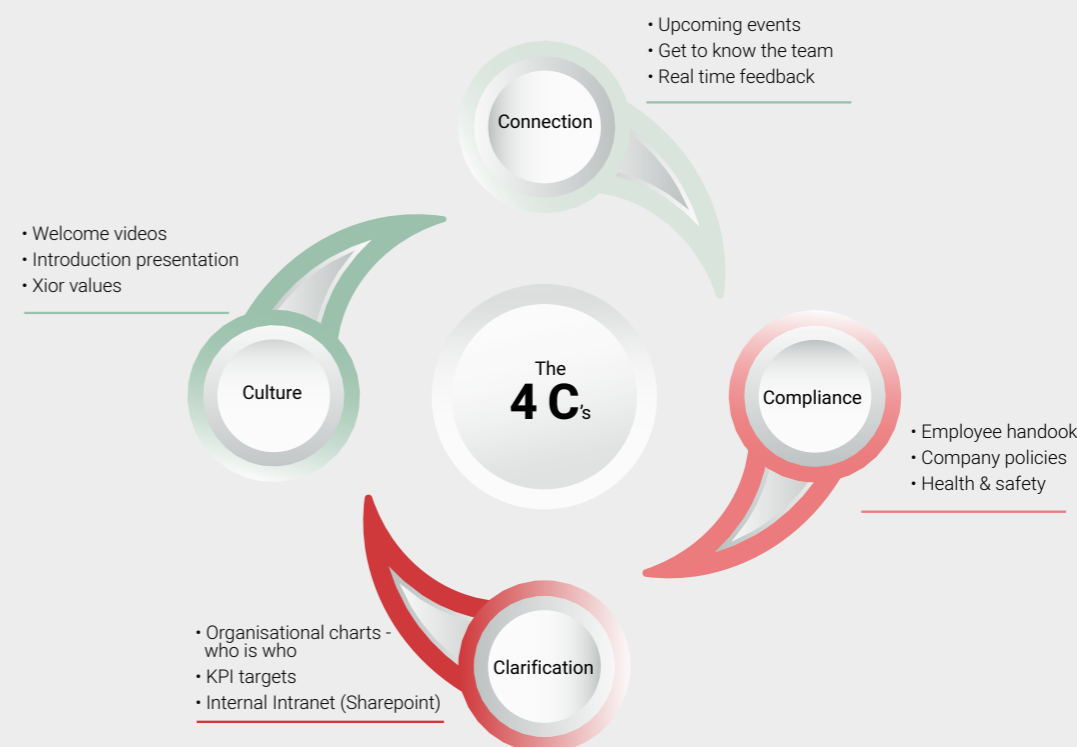 • Upcoming events
• Get to know the team
• Real time feedback
Connection
• Welcome videos
• Introduction presentation
• Xior values
Culture
The
4 C's
Compliance
• Employee handook
• Company policies
• Health & safety
• Organisational charts -
who is who
• KPI targets
• Internal Intranet (Sharepoint)
Clarification